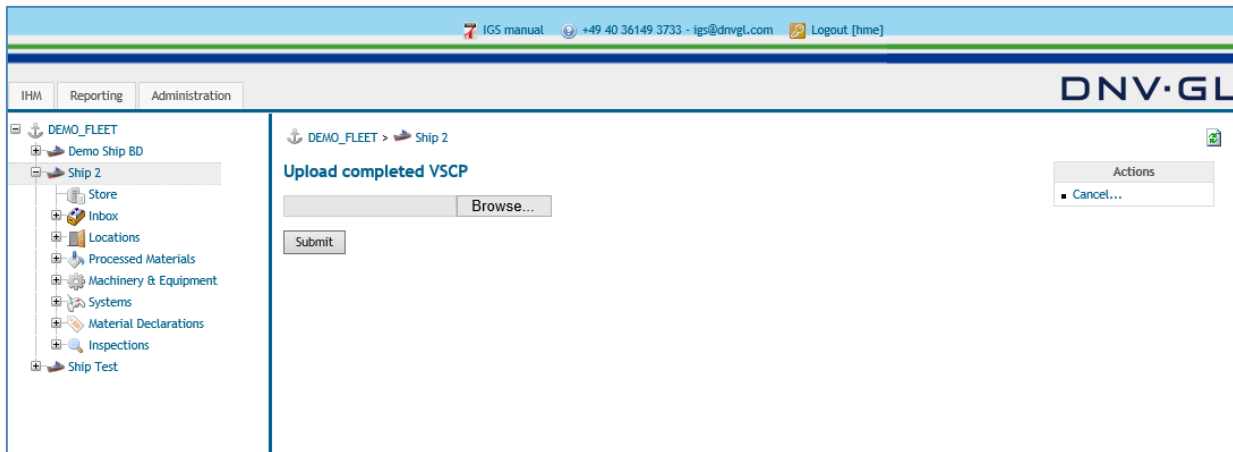 IGS manual +49 40 36149 3733 - igs@dnvgl.com Logout [hme]
DNV·GL
IHM Reporting Administration
DEMO_FLEET
Demo Ship BD
Ship 2
Store
Inbox
Locations
Processed Materials
Machinery & Equipment
Systems
Material Declarations
Inspections
Ship Test
DEMO_FLEET > Ship 2
Upload completed VSCP
Browse...
Submit
Actions
Cancel...